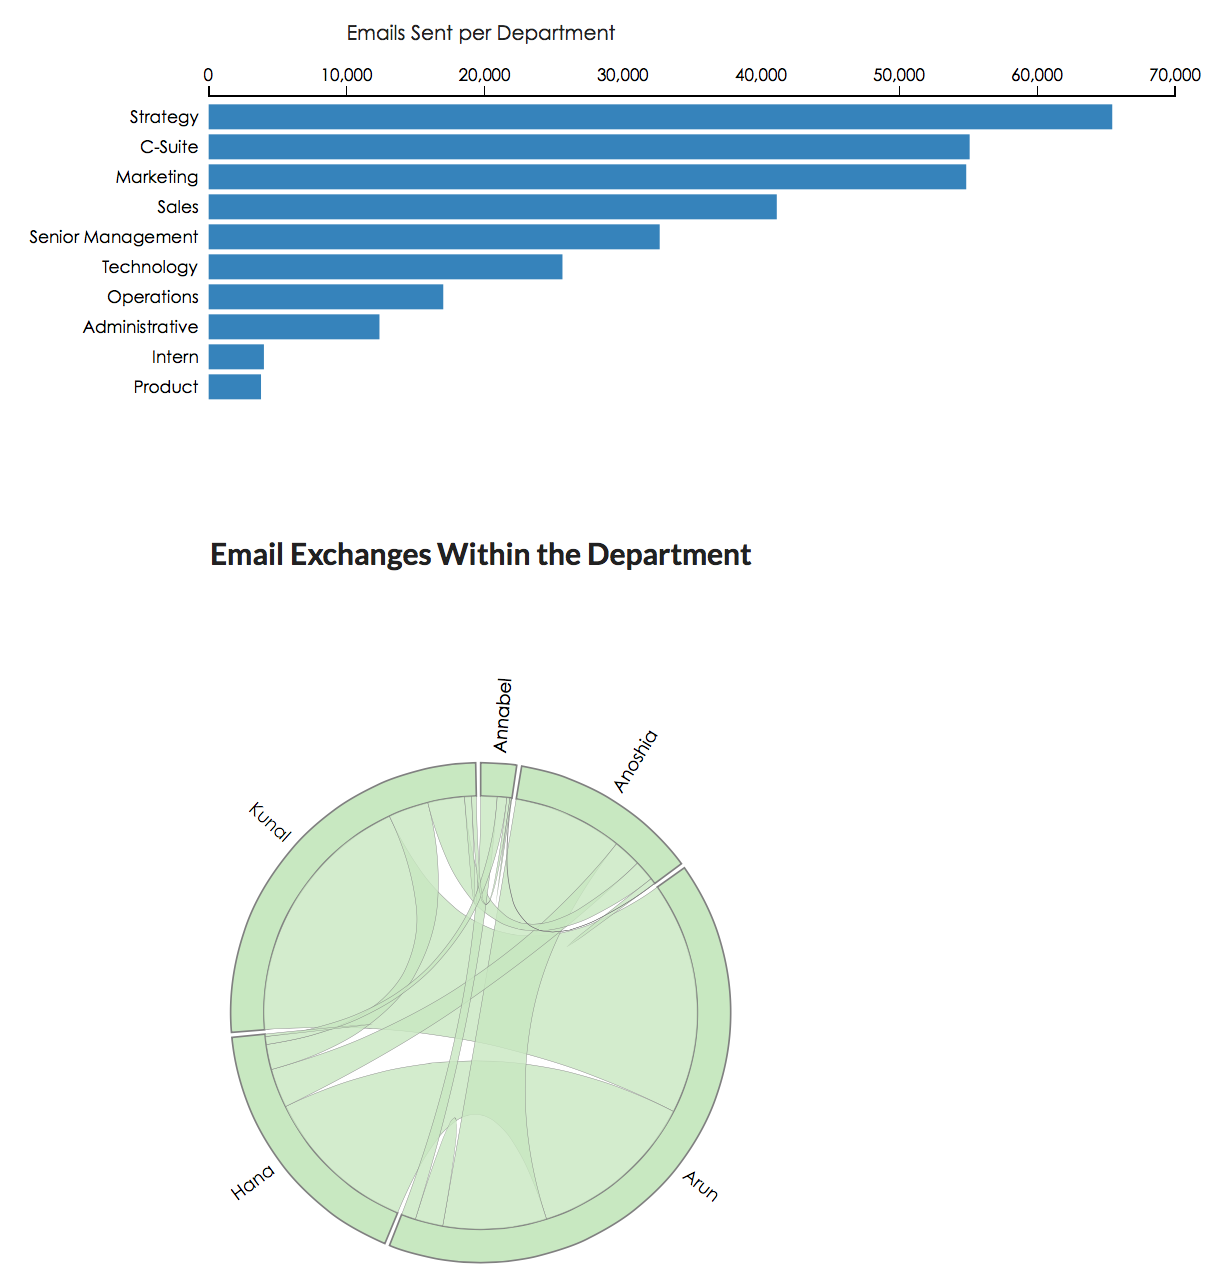 Emails Sent per Department
0 10,000 20,000 30,000 40,000 50,000 60,000 70,000
Strategy
C-Suite
Marketing
Sales
Senior Management
Technology
Operations
Administrative
Intern
Product
Email Exchanges Within the Department
Annabel
Anoshia
Kunal
Hana
Arun